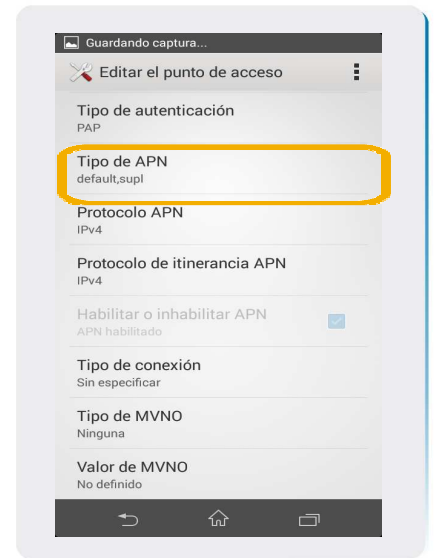 Guardando captura...
Editar el punto de acceso
Tipo de autenticación
PAP
Tipo de APN
default,supl
Protocolo APN
IPv4
Protocolo de itinerancia APN
IPv4
Habilitar o inhabilitar APN
APN habilitado
Tipo de conexión
Sin especificar
Tipo de MVNO
Ninguna
Valor de MVNO
No definido